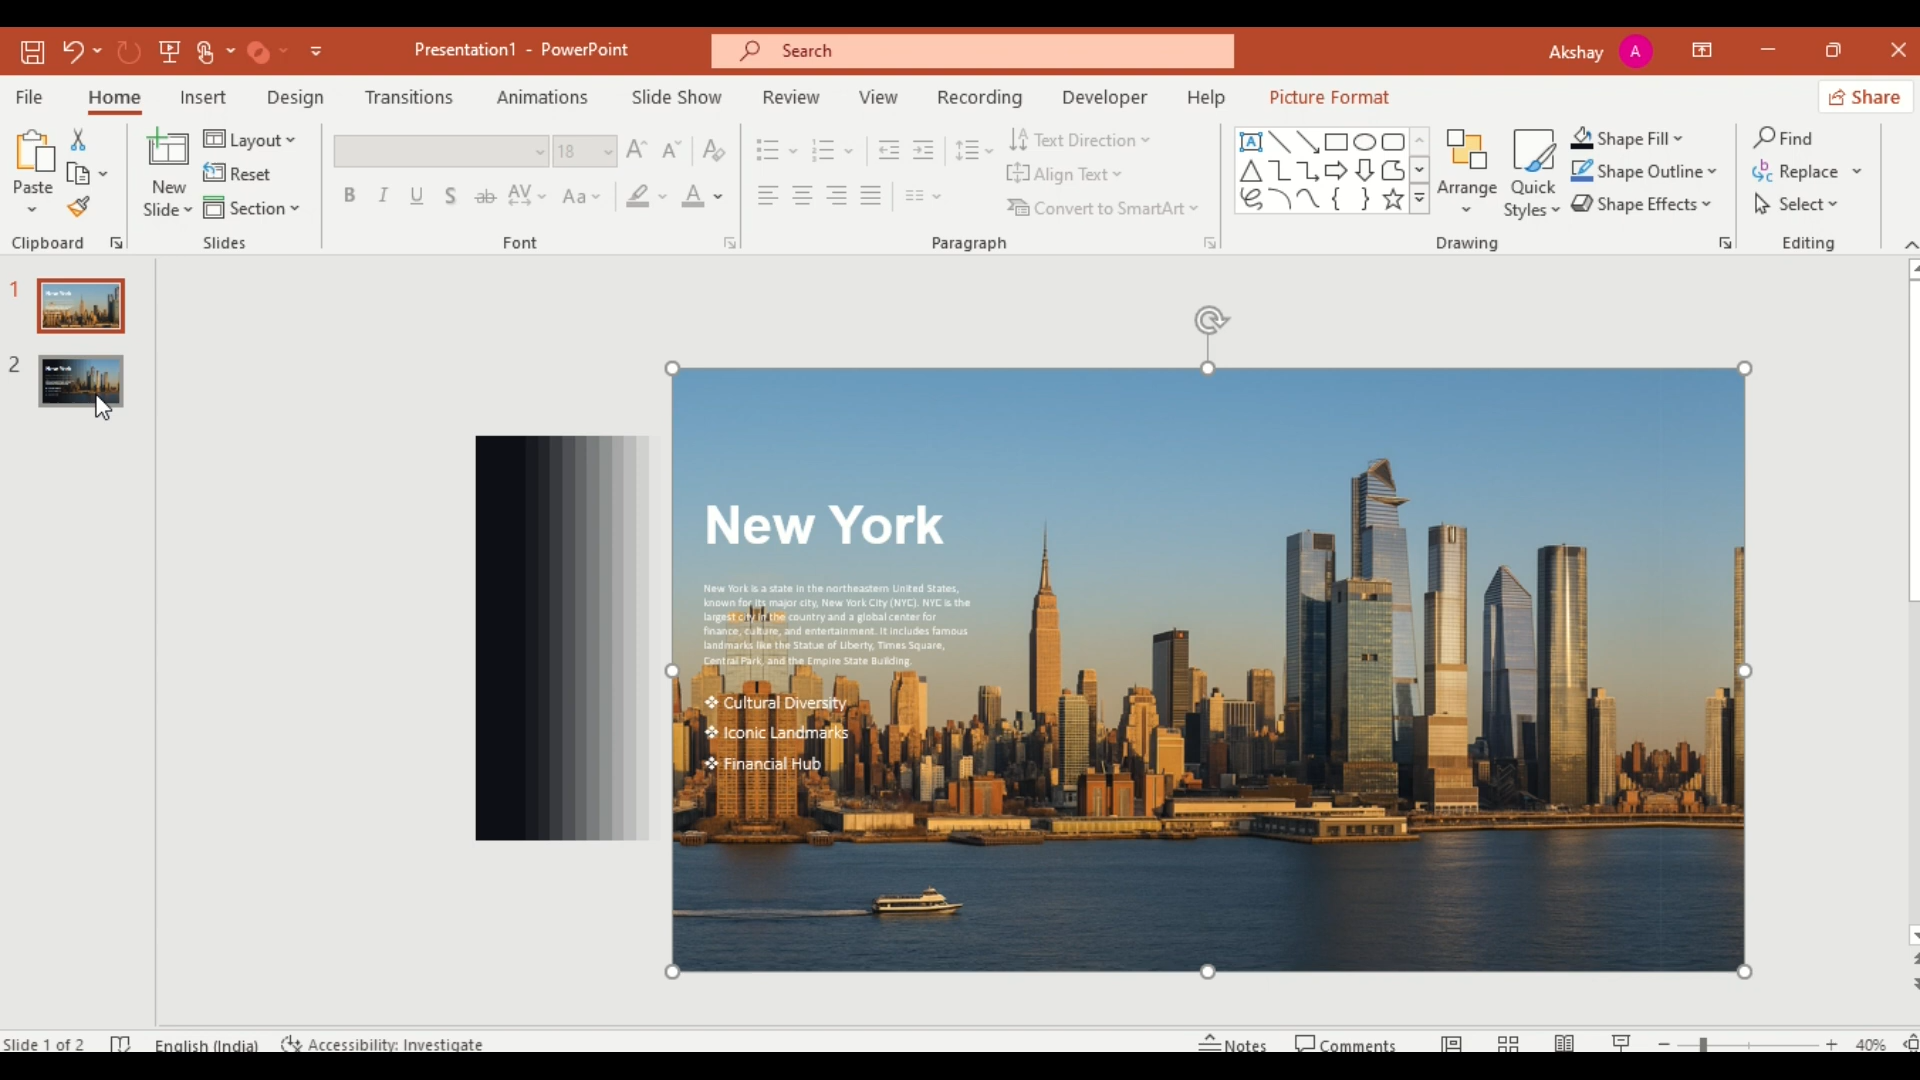 Presentation1 - PowerPoint
Search
Akshay
A
File
Home
Insert
Design
Transitions
Animations
Slide Show
Review
View
Recording
Developer
Help
Picture Format
Share
Paste
Clipboard
New
Slide
Layout
Reset
Section
Slides
18
Font
Text Direction
Align Text
Convert to SmartArt
Paragraph
Arrange
Quick
Styles
Shape Fill
Shape Outline
Shape Effects
Drawing
Find
Replace
Select
Editing
1
New York
2
New York
New York
New York is a state in the northeastern United States,
known for its major city, New York City (NYC). NYC is the
largest city in the country and a global center for
finance, culture, and entertainment. It includes famous
landmarks like the Statue of Liberty, Times Square,
Central Park, and the Empire State Building.
❖ Cultural Diversity
❖ Iconic Landmarks
❖ Financial Hub
Slide 1 of 2
English (India)
Accessibility: Investigate
Notes
Comments
40%